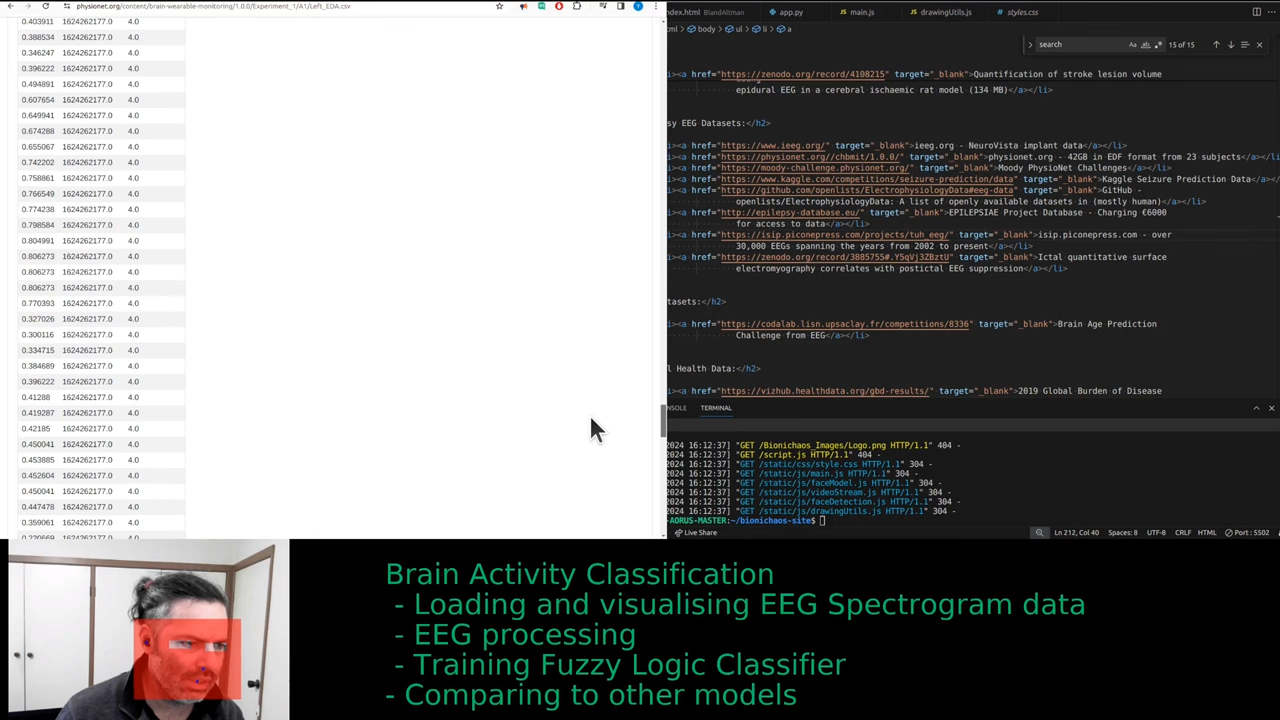 physionet.org/content/brain-wearable-monitoring/1.0.0/Experiment_1/A1/Left_EDA.csv
0.403911 1624262177.0 4.0
0.388534 1624262177.0 4.0
0.346247 1624262177.0 4.0
0.396222 1624262177.0 4.0
0.494891 1624262177.0 4.0
0.607654 1624262177.0 4.0
0.649941 1624262177.0 4.0
0.674288 1624262177.0 4.0
0.655067 1624262177.0 4.0
0.742202 1624262177.0 4.0
0.758861 1624262177.0 4.0
0.766549 1624262177.0 4.0
0.774238 1624262177.0 4.0
0.798584 1624262177.0 4.0
0.804991 1624262177.0 4.0
0.806273 1624262177.0 4.0
0.806273 1624262177.0 4.0
0.806273 1624262177.0 4.0
0.770393 1624262177.0 4.0
0.327026 1624262177.0 4.0
0.300116 1624262177.0 4.0
0.334715 1624262177.0 4.0
0.384689 1624262177.0 4.0
0.396222 1624262177.0 4.0
0.41288 1624262177.0 4.0
0.419287 1624262177.0 4.0
0.42185 1624262177.0 4.0
0.450041 1624262177.0 4.0
0.453885 1624262177.0 4.0
0.452604 1624262177.0 4.0
0.450041 1624262177.0 4.0
0.447478 1624262177.0 4.0
0.359061 1624262177.0 4.0
0.220669 1624262177.0 4.0
ndex.html BlandAltman app.py main.js drawingUtils.js styles.css
html > body > ul > li > a
search Aa ab 15 of 15
i><a href="https://zenodo.org/record/4108215" target="_blank">Quantification of stroke lesion volume
epidural EEG in a cerebral ischaemic rat model (134 MB)</a></li>
sy EEG Datasets:</h2>
i><a href="https://www.ieeg.org/" target="_blank">ieeg.org - NeuroVista implant data</a></li>
i><a href="https://physionet.org//chbmit/1.0.0/" target="_blank">physionet.org - 42GB in EDF format from 23 subjects</a></li>
i><a href="https://moody-challenge.physionet.org/" target="_blank">Moody PhysioNet Challenges</a></li>
i><a href="https://www.kaggle.com/competitions/seizure-prediction/data" target="_blank">Kaggle Seizure Prediction Data</a></li>
i><a href="https://github.com/openlists/ElectrophysiologyData#eeg-data" target="_blank">GitHub -
openlists/ElectrophysiologyData: A list of openly available datasets in (mostly human)</a></li>
i><a href="http://epilepsy-database.eu/" target="_blank">EPILEPSIAE Project Database - Charging €6000
for access to data</a></li>
i><a href="https://isip.piconepress.com/projects/tuh_eeg/" target="_blank">isip.piconepress.com - over
30,000 EEGs spanning the years from 2002 to present</a></li>
i><a href="https://zenodo.org/record/3885755#.Y5qVj3ZBztU" target="_blank">Ictal quantitative surface
electromyography correlates with postictal EEG suppression</a></li>
tasets:</h2>
i><a href="https://codalab.lisn.upsaclay.fr/competitions/8336" target="_blank">Brain Age Prediction
Challenge from EEG</a></li>
l Health Data:</h2>
i><a href="https://vizhub.healthdata.org/gbd-results/" target="_blank">2019 Global Burden of Disease
NSOLE TERMINAL
2024 16:12:37] "GET /Bionichaos_Images/Logo.png HTTP/1.1" 404 -
2024 16:12:37] "GET /script.js HTTP/1.1" 404 -
2024 16:12:37] "GET /static/css/style.css HTTP/1.1" 304 -
2024 16:12:37] "GET /static/js/main.js HTTP/1.1" 304 -
2024 16:12:37] "GET /static/js/faceModel.js HTTP/1.1" 304 -
2024 16:12:37] "GET /static/js/videoStream.js HTTP/1.1" 304 -
2024 16:12:37] "GET /static/js/faceDetection.js HTTP/1.1" 304 -
2024 16:12:37] "GET /static/js/drawingUtils.js HTTP/1.1" 304 -
-AORUS-MASTER:~/bionichaos-site$
Live Share Ln 212, Col 40 Spaces: 8 UTF-8 CRLF HTML Port : 5502
Brain Activity Classification
- Loading and visualising EEG Spectrogram data
- EEG processing
- Training Fuzzy Logic Classifier
- Comparing to other models